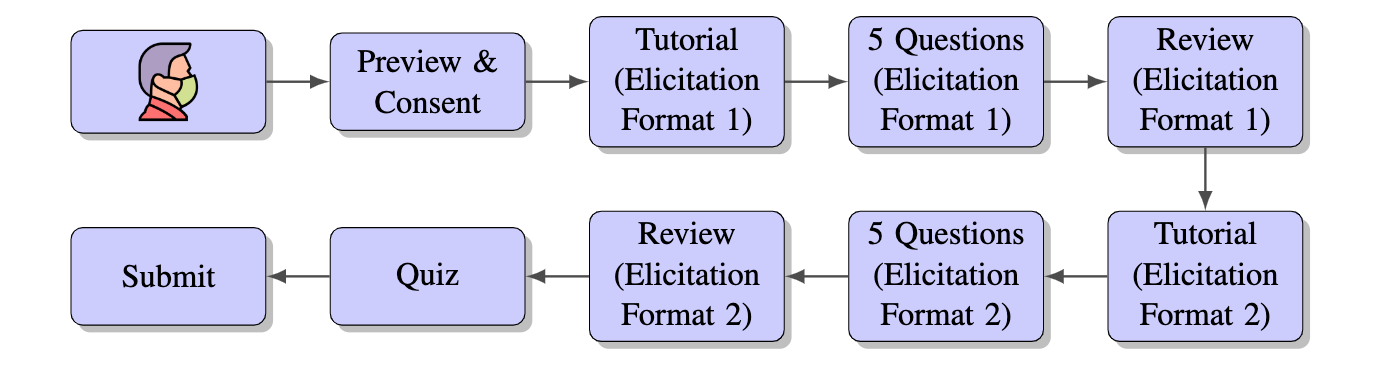 Preview &
Consent
Tutorial
(Elicitation
Format 1)
5 Questions
(Elicitation
Format 1)
Review
(Elicitation
Format 1)
Tutorial
(Elicitation
Format 2)
5 Questions
(Elicitation
Format 2)
Review
(Elicitation
Format 2)
Quiz
Submit